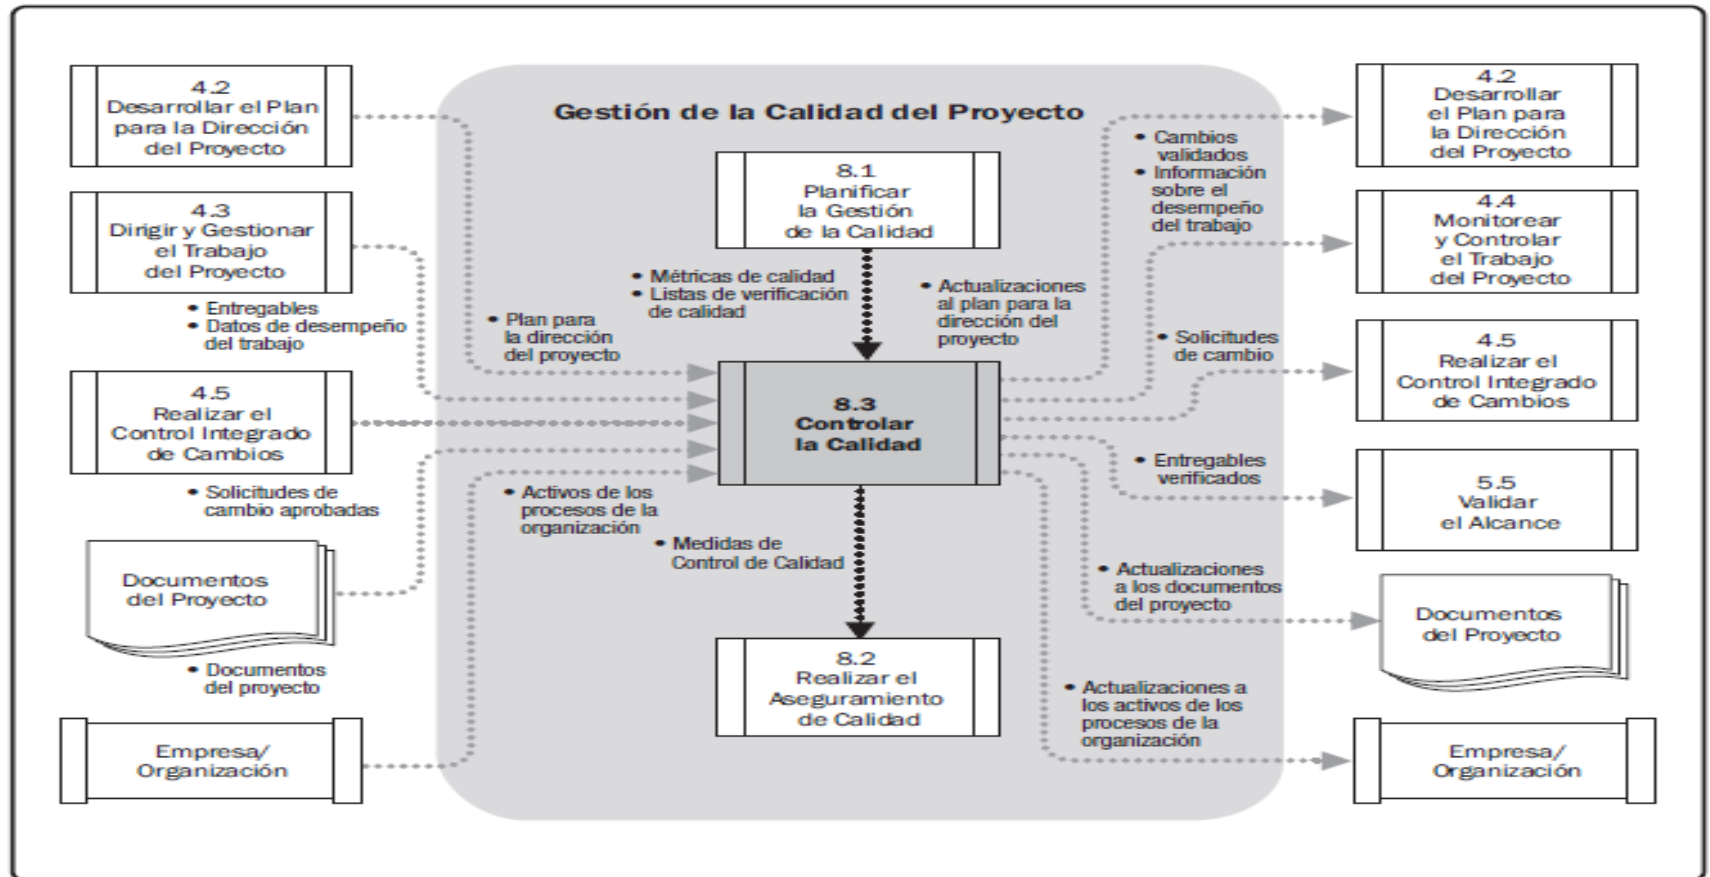 Gestión de la Calidad del Proyecto
4.2
Desarrollar el Plan
para la Dirección
del Proyecto
4.3
Dirigir y Gestionar
el Trabajo
del Proyecto
• Entregables
• Datos de desempeño
del trabajo
4.5
Realizar el
Control Integrado
de Cambios
• Solicitudes de
cambio aprobadas
Documentos
del Proyecto
• Documentos
del proyecto
Empresa/
Organización
• Plan para
la dirección
del proyecto
• Activos de los
procesos de la
organización
8.1
Planificar
la Gestión
de la Calidad
• Métricas de calidad
• Listas de verificación
de calidad
8.3
Controlar
la Calidad
• Medidas de
Control de Calidad
8.2
Realizar el
Aseguramiento
de Calidad
• Actualizaciones
al plan para la
dirección del
proyecto
• Cambios
validados
• Información
sobre el
desempeño
del trabajo
• Solicitudes
de cambio
• Entregables
verificados
• Actualizaciones
a los documentos
del proyecto
• Actualizaciones a
los activos de los
procesos de la
organización
4.2
Desarrollar
el Plan para
la Dirección
del Proyecto
4.4
Monitorear
y Controlar
el Trabajo
del Proyecto
4.5
Realizar el
Control Integrado
de Cambios
5.5
Validar
el Alcance
Documentos
del Proyecto
Empresa/
Organización